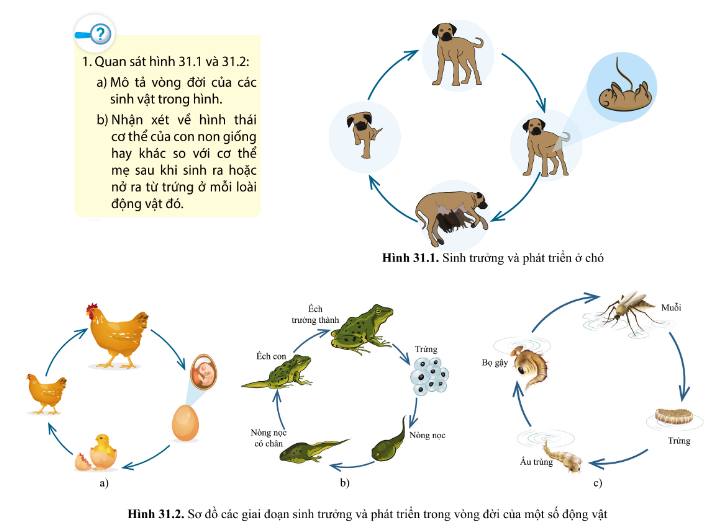 ?
1. Quan sát hình 31.1 và 31.2:
a) Mô tả vòng đời của các
sinh vật trong hình.
b) Nhận xét về hình thái
cơ thể của con non giống
hay khác so với cơ thể
mẹ sau khi sinh ra hoặc
nở ra từ trứng ở mỗi loài
động vật đó.
Hình 31.1. Sinh trưởng và phát triển ở chó
a)
Ếch
trưởng thành
Trứng
Nòng nọc
Nòng nọc
có chân
Ếch con
b)
Muỗi
Trứng
Ấu trùng
Bọ gậy
c)
Hình 31.2. Sơ đồ các giai đoạn sinh trưởng và phát triển trong vòng đời của một số động vật